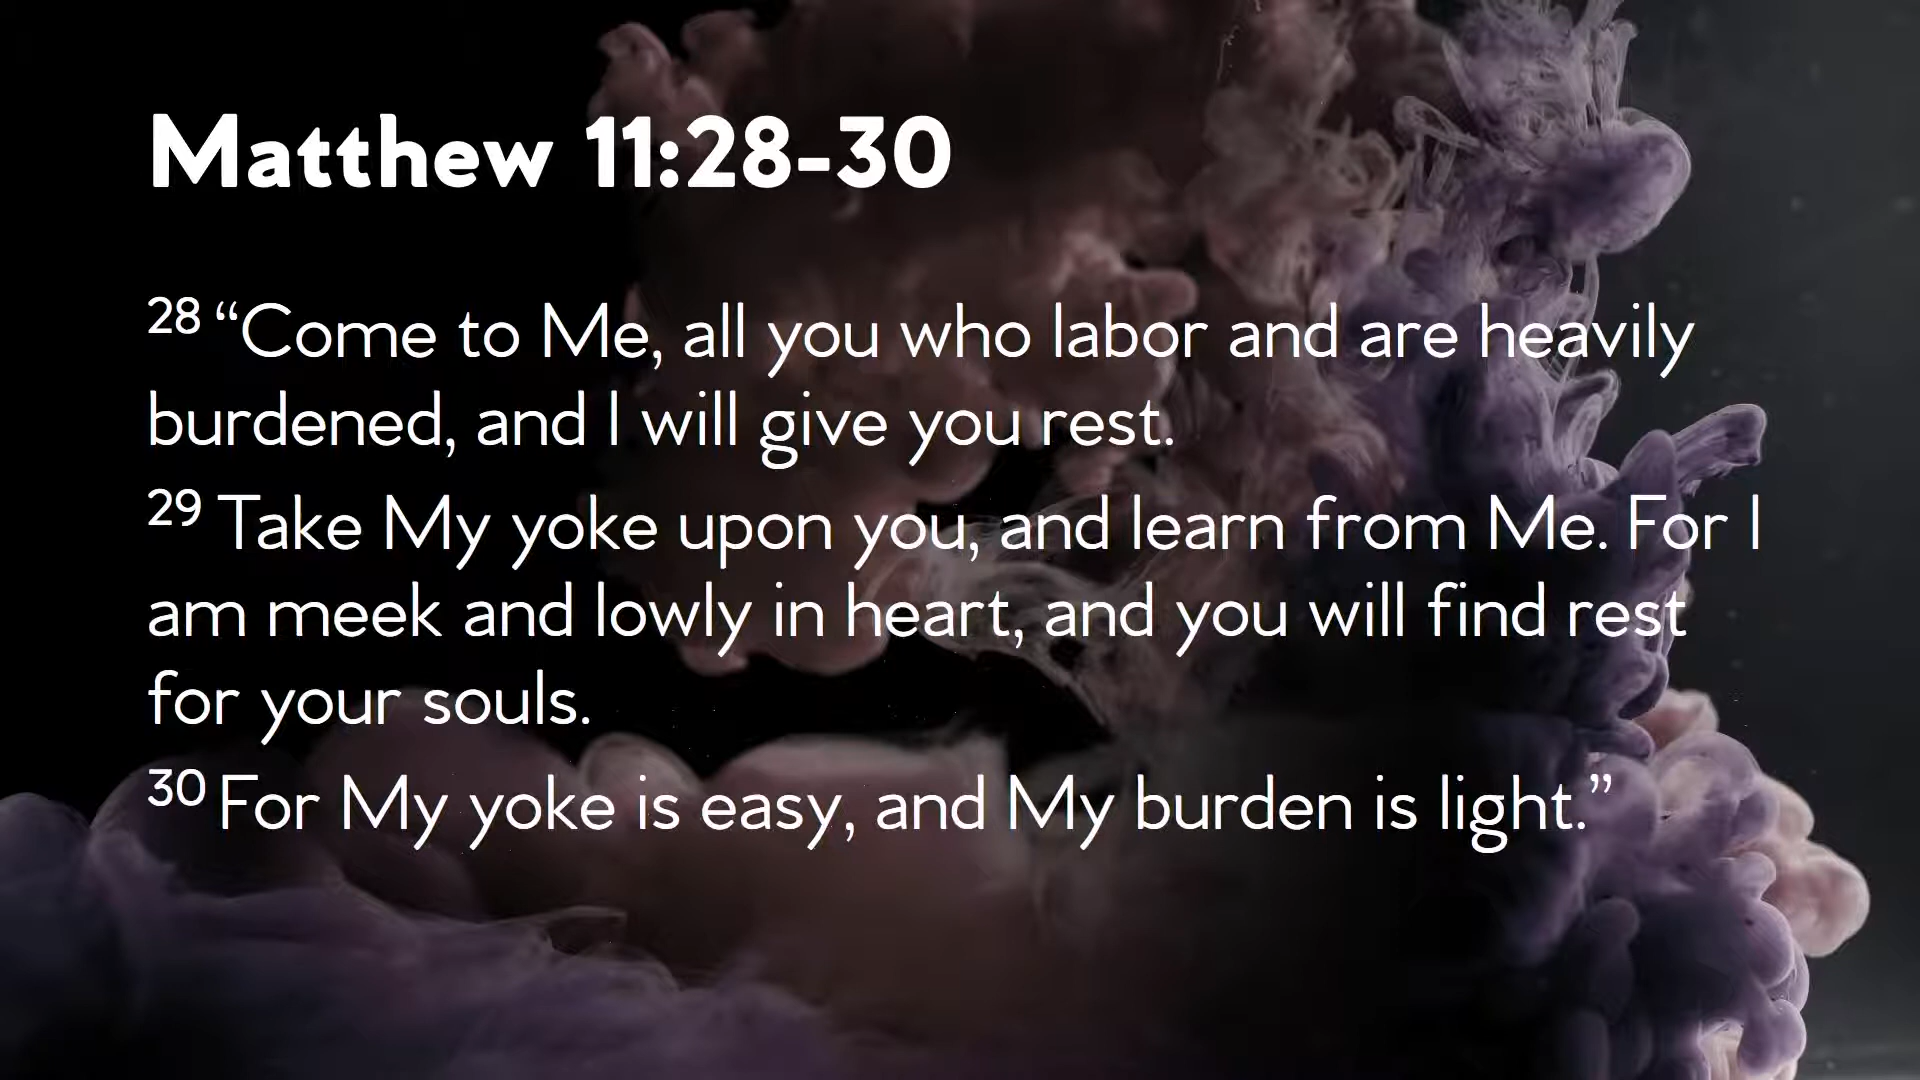 Matthew 11:28-30
28 “Come to Me, all you who labor and are heavily
burdened, and I will give you rest.
29 Take My yoke upon you, and learn from Me. For I
am meek and lowly in heart, and you will find rest
for your souls.
30 For My yoke is easy, and My burden is light.”